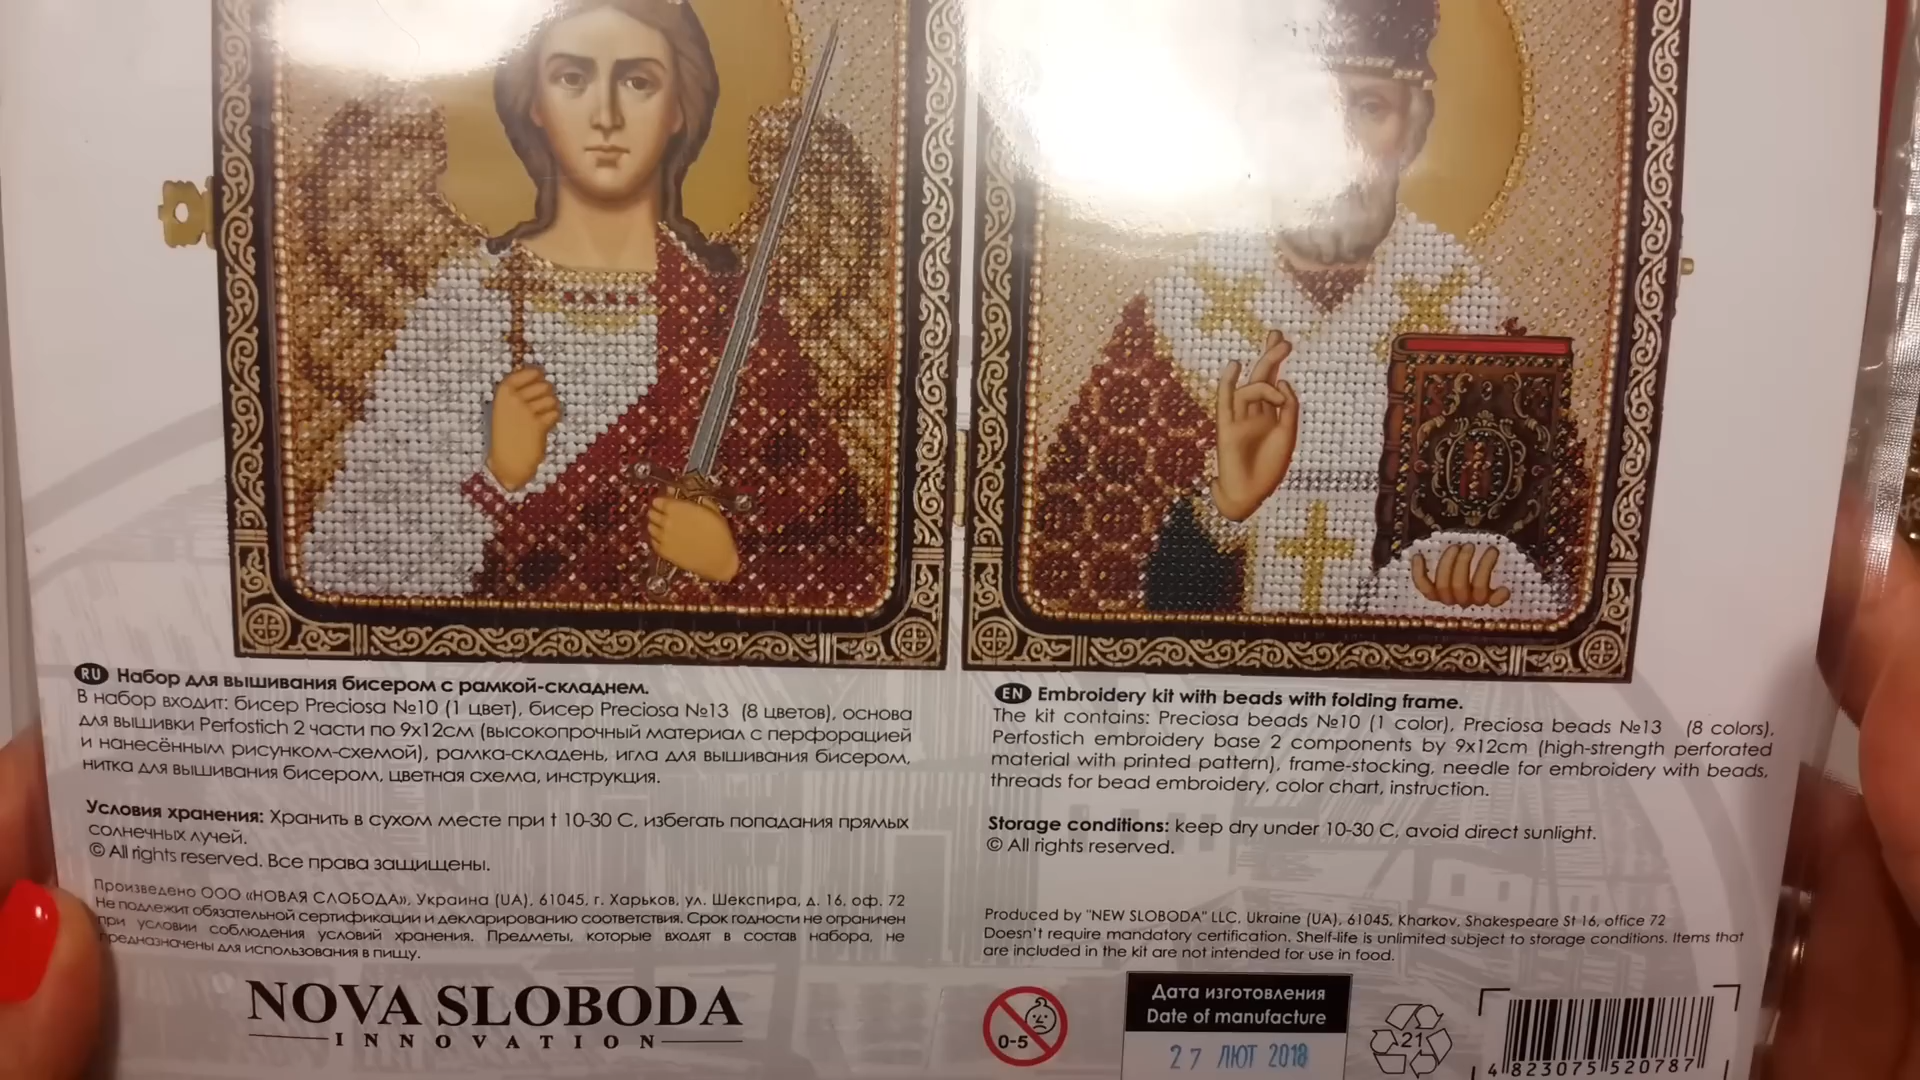 RU Набор для вышивания бисером с рамкой-складнем.
В набор входит: бисер Preciosa №10 (1 цвет), бисер Preciosa №13 (8 цветов), основа
для вышивки Perfostich 2 части по 9х12см (высокопрочный материал с перфорацией
и нанесённым рисунком-схемой), рамка-складень, игла для вышивания бисером,
нитка для вышивания бисером, цветная схема, инструкция.
Условия хранения: Хранить в сухом месте при t 10-30 С, избегать попадания прямых
солнечных лучей.
© All rights reserved. Все права защищены.
Произведено ООО «НОВАЯ СЛОБОДА», Украина (UA), 61045, г. Харьков, ул. Шекспира, д. 16, оф. 72
Не подлежит обязательной сертификации и декларированию соответствия. Срок годности не ограничен
при условии соблюдения условий хранения. Предметы, которые входят в состав набора, не
предназначены для использования в пищу.
NOVA SLOBODA
INNOVATION
EN Embroidery kit with beads with folding frame.
The kit contains: Preciosa beads №10 (1 color), Preciosa beads №13 (8 colors),
Perfostich embroidery base 2 components by 9x12cm (high-strength perforated
material with printed pattern), frame-stocking, needle for embroidery with beads,
threads for bead embroidery, color chart, instruction.
Storage conditions: keep dry under 10-30 C, avoid direct sunlight.
© All rights reserved.
Produced by "NEW SLOBODA" LLC, Ukraine (UA), 61045, Kharkov, Shakespeare St 16, office 72
Doesn't require mandatory certification. Shelf-life is unlimited subject to storage conditions. Items that
are included in the kit are not intended for use in food.
0-5
Дата изготовления
Date of manufacture
27 ЛЮТ 2018
21
4 823075 520787